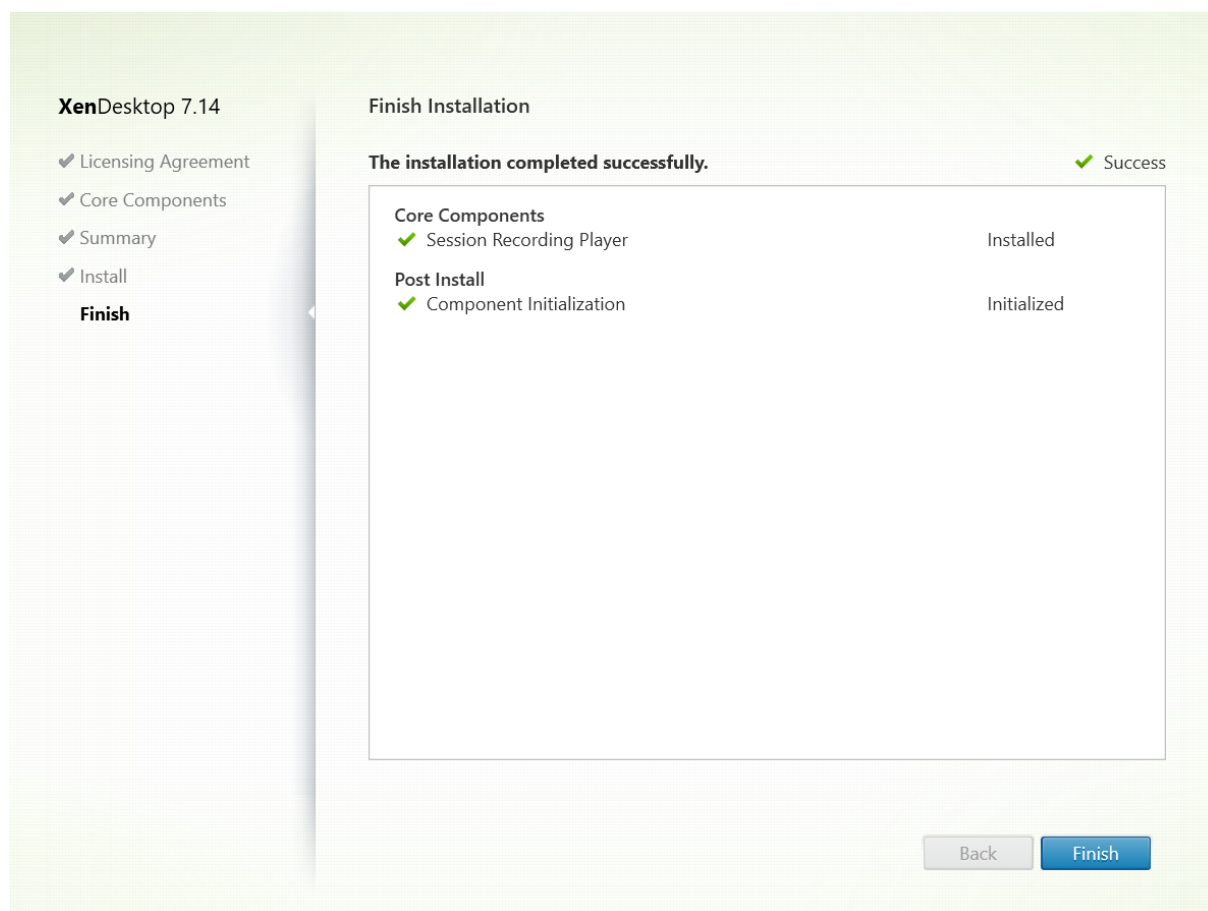 XenDesktop 7.14
Licensing Agreement
Core Components
Summary
Install
Finish
Finish Installation
The installation completed successfully.
Success
Core Components
Session Recording Player Installed
Post Install
Component Initialization Initialized
Back Finish